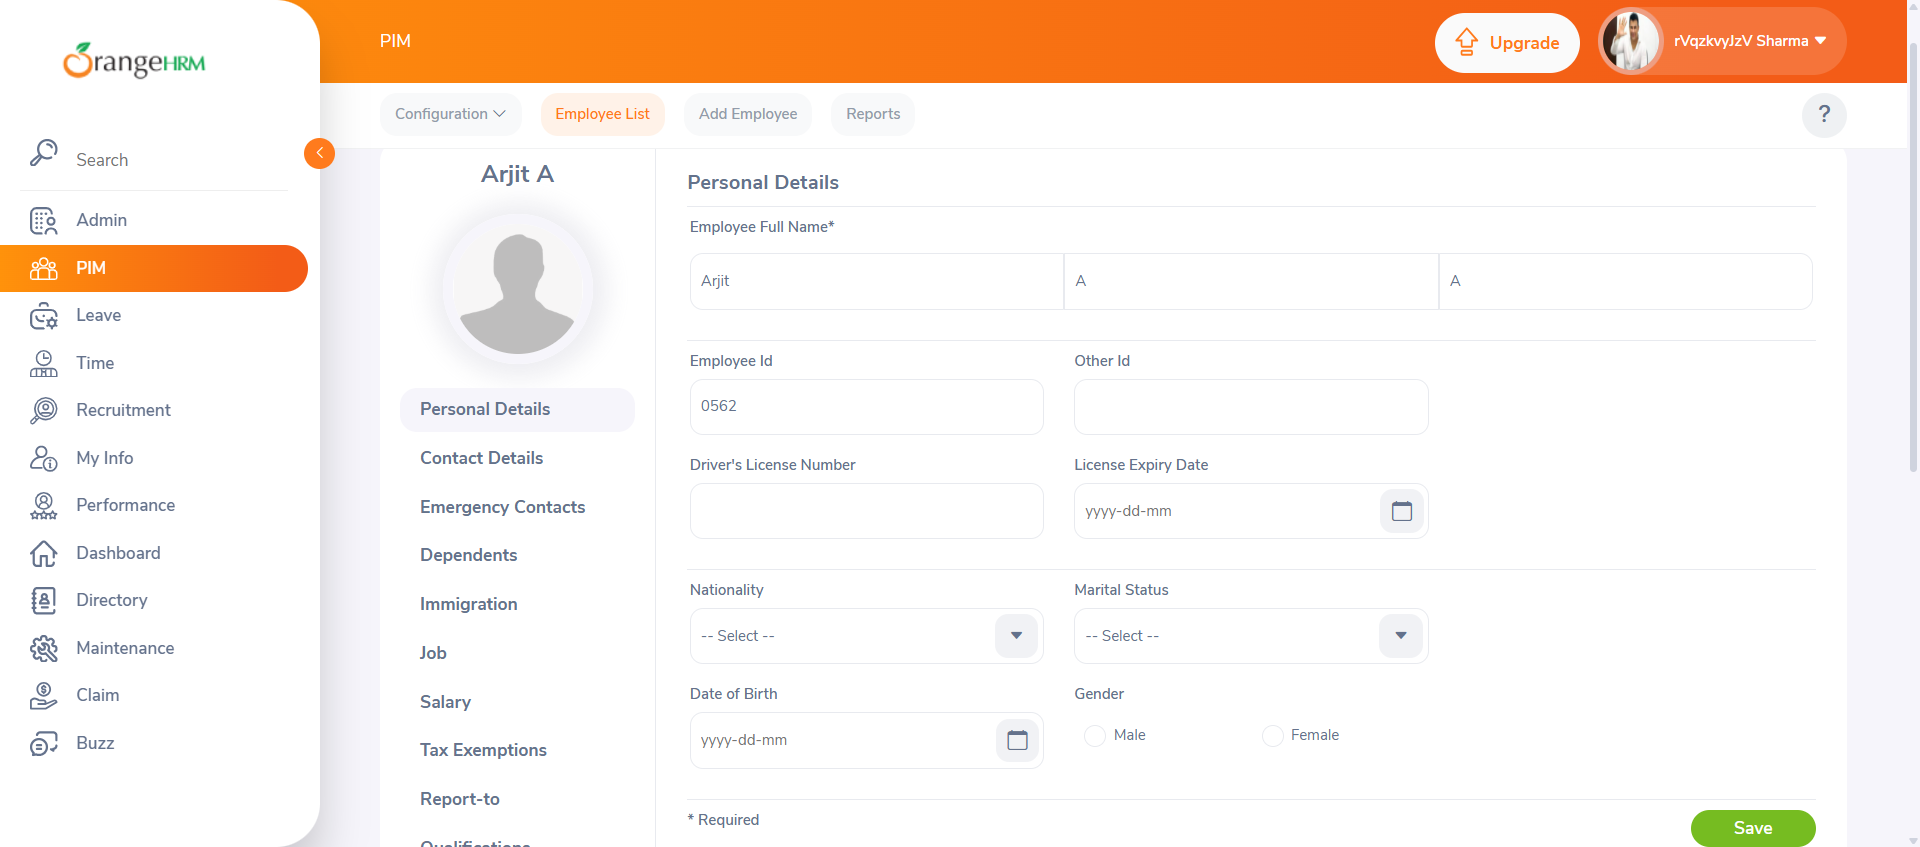 OrangeHRM
PIM
Upgrade
rVqzkvyJzV Sharma
Configuration
Employee List
Add Employee
Reports
?
Search
Admin
PIM
Leave
Time
Recruitment
My Info
Performance
Dashboard
Directory
Maintenance
Claim
Buzz
Arjit A
Personal Details
Contact Details
Emergency Contacts
Dependents
Immigration
Job
Salary
Tax Exemptions
Report-to
Qualifications
Personal Details
Employee Full Name*
Arjit A A
Employee Id Other Id
0562
Driver's License Number License Expiry Date
yyyy-dd-mm
Nationality Marital Status
-- Select -- -- Select --
Date of Birth Gender
yyyy-dd-mm Male Female
* Required
Save